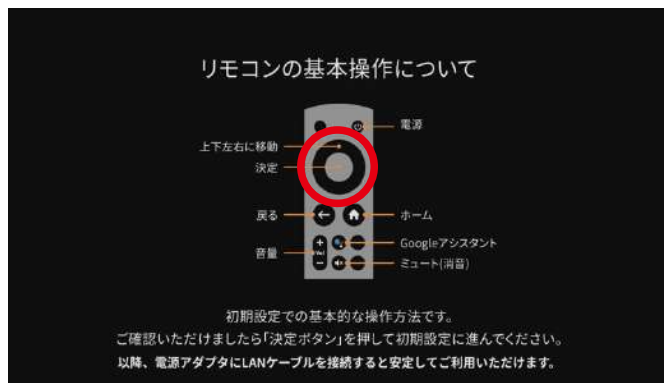 リモコンの基本操作について
電源
上下左右に移動
決定
戻る
ホーム
音量
+
Vol
−
Googleアシスタント
ミュート(消音)
初期設定での基本的な操作方法です。
ご確認いただけましたら「決定ボタン」を押して初期設定に進んでください。
以降、電源アダプタにLANケーブルを接続すると安定してご利用いただけます。